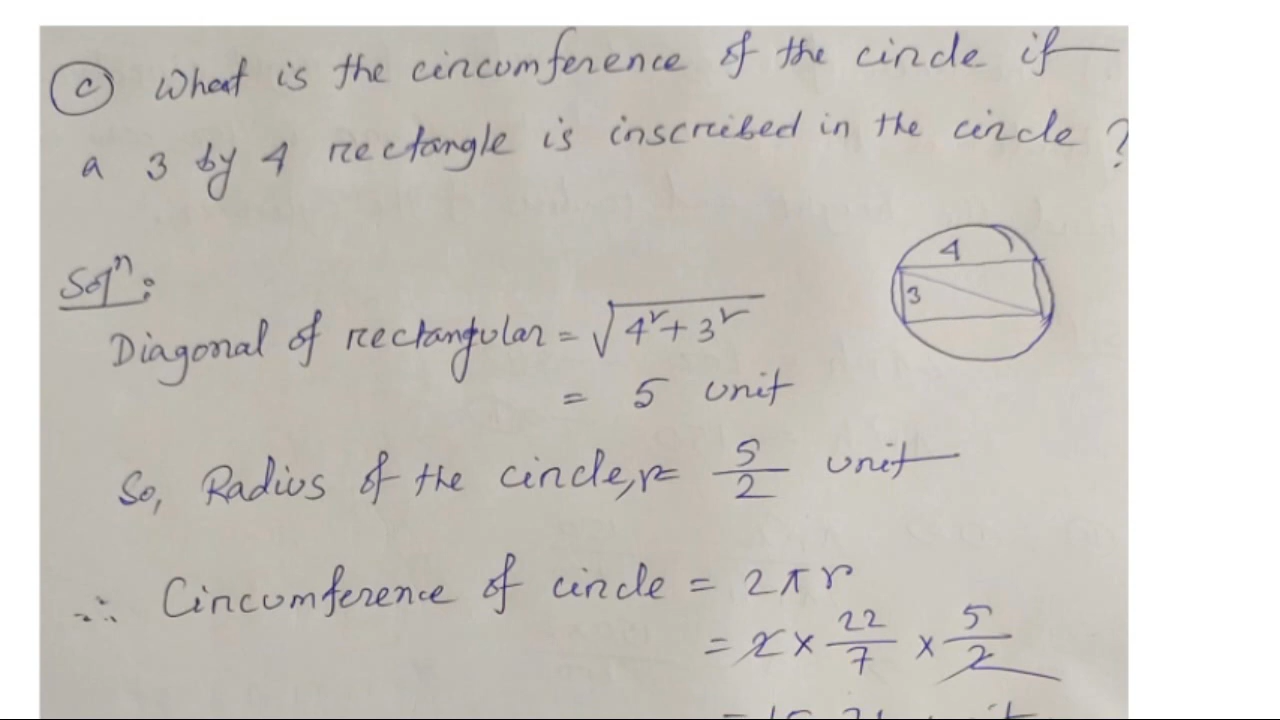 (c) What is the circumference of the circle if
a 3 by 4 rectangle is inscribed in the circle ?
Solⁿ:
4
3
Diagonal of rectangular = √(4² + 3²)
= 5 unit
So, Radius of the circle, r = 5/2 unit
∴ Circumference of circle = 2πr
= 2 × 22/7 × 5/2